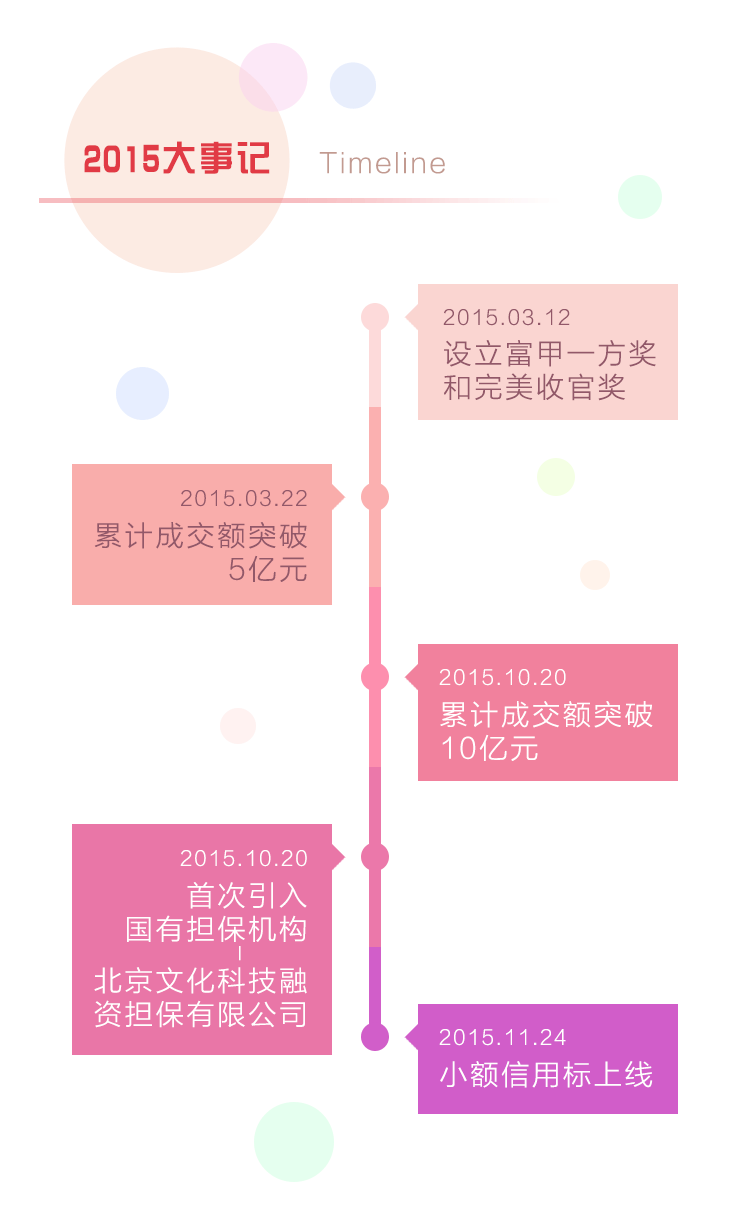 2015大事记
Timeline
2015.03.12
设立富甲一方奖
和完美收官奖
2015.03.22
累计成交额突破
5亿元
2015.10.20
累计成交额突破
10亿元
2015.10.20
首次引入
国有担保机构
|
北京文化科技融
资担保有限公司
2015.11.24
小额信用标上线